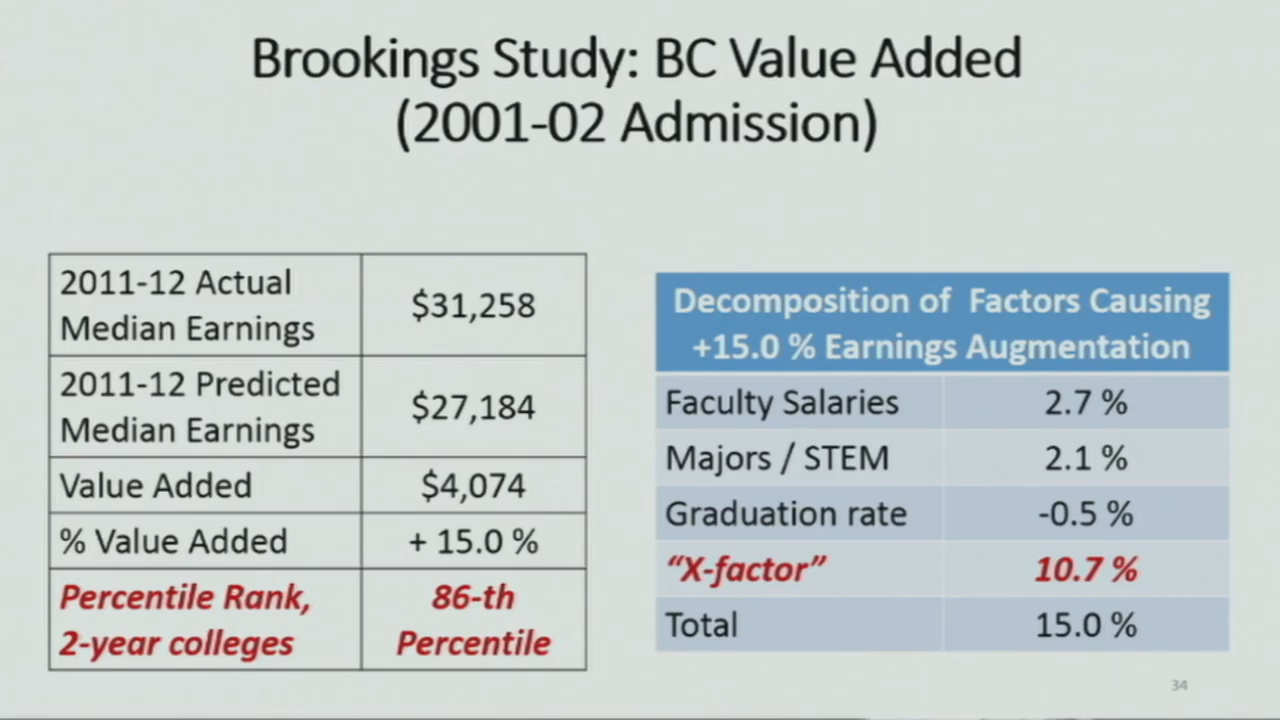 Brookings Study: BC Value Added
(2001-02 Admission)
2011-12 Actual
Median Earnings
$31,258
2011-12 Predicted
Median Earnings
$27,184
Value Added
$4,074
% Value Added
+ 15.0 %
Percentile Rank,
2-year colleges
86-th
Percentile
Decomposition of Factors Causing
+15.0 % Earnings Augmentation
Faculty Salaries
2.7 %
Majors / STEM
2.1 %
Graduation rate
-0.5 %
“X-factor”
10.7 %
Total
15.0 %
34